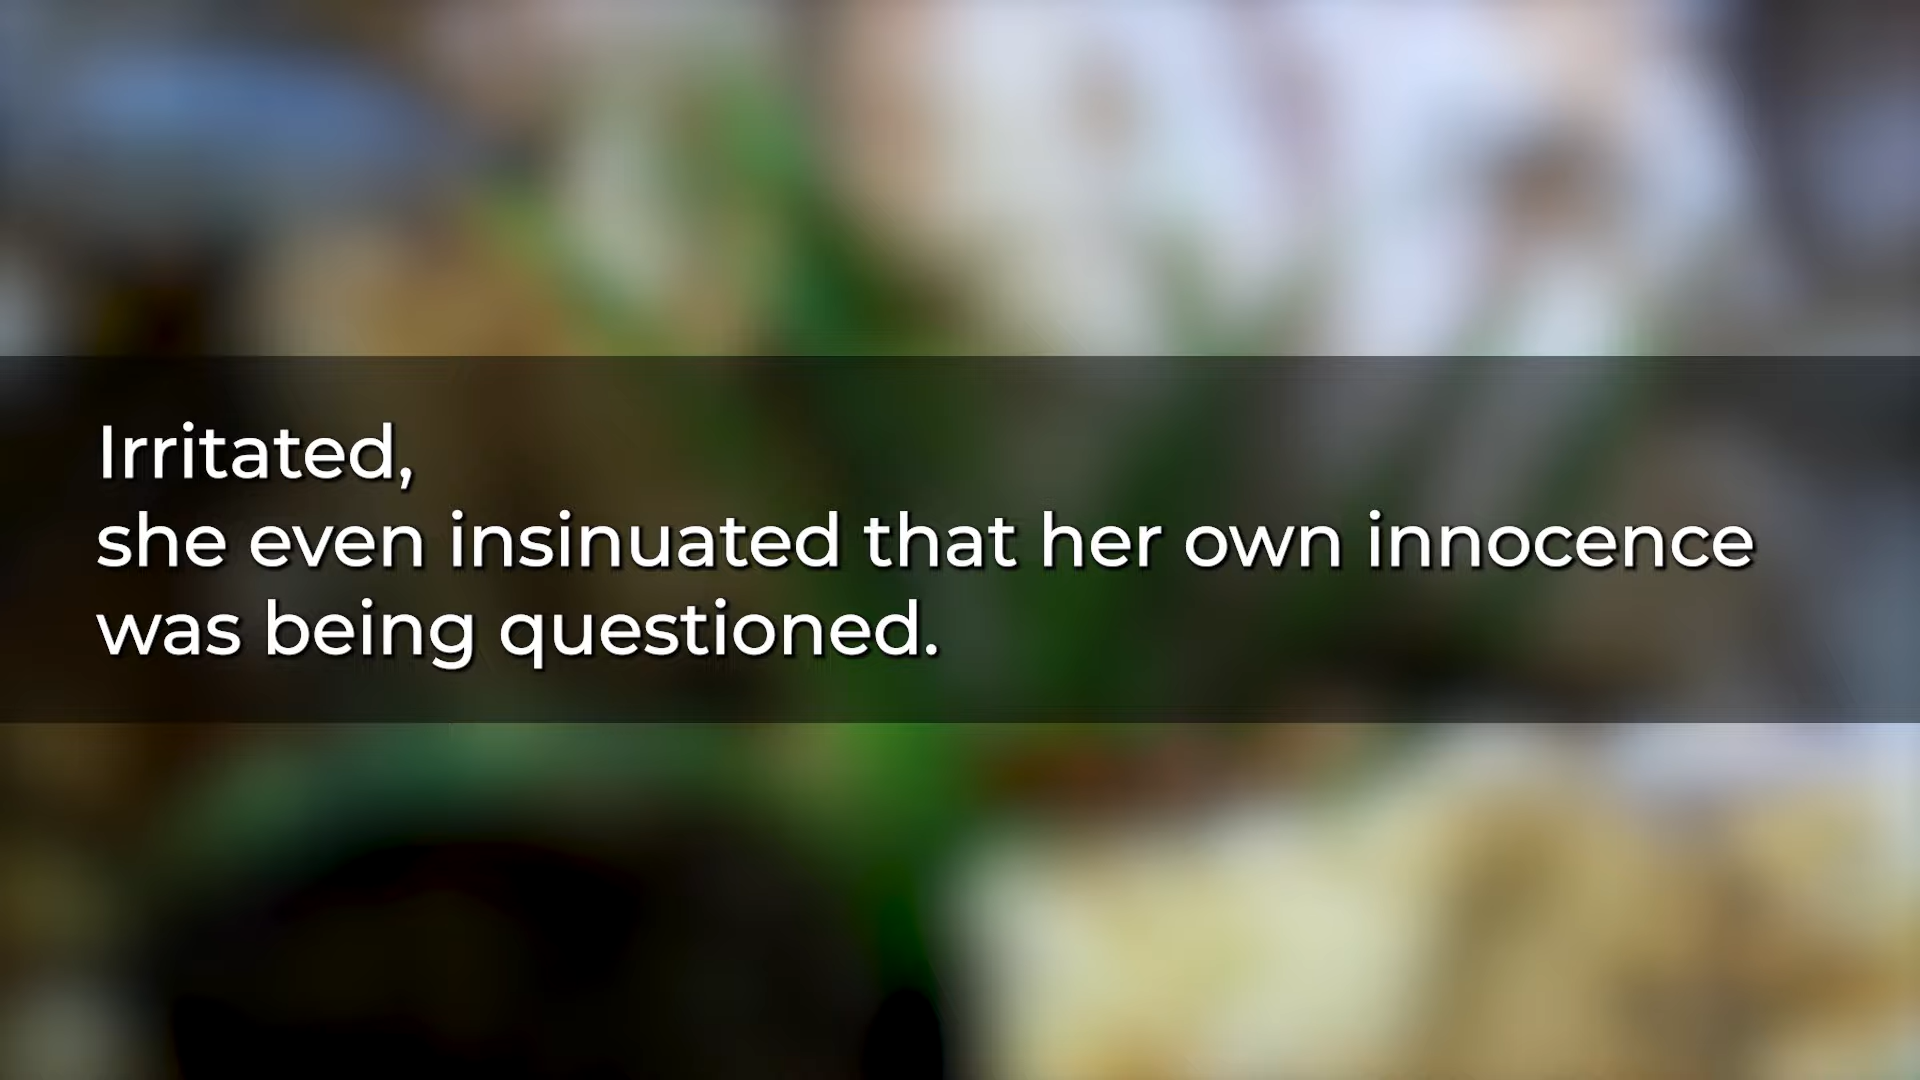 Irritated,
she even insinuated that her own innocence
was being questioned.